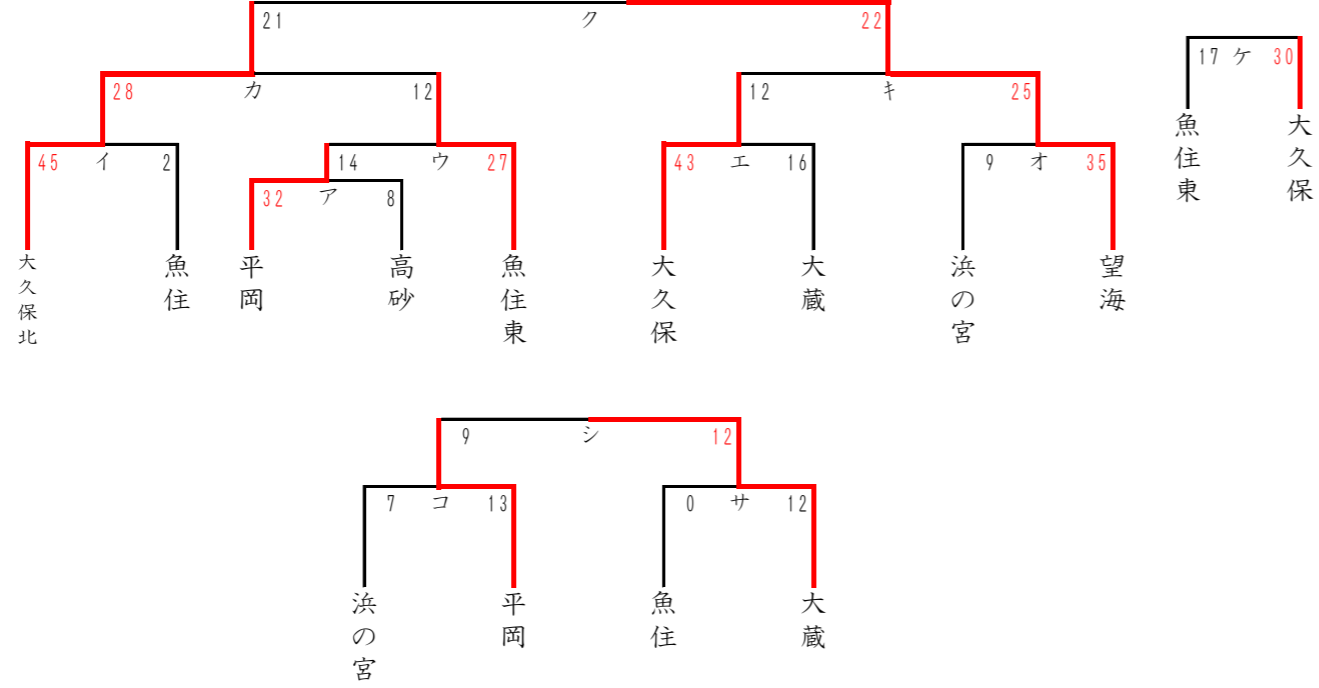 21 ク 22
17 ケ 30
28 カ 12
12 キ 25
魚住東
大久保
45 イ 2
14 ウ 27
43 エ 16
9 オ 35
32 ア 8
大久保北
魚住
平岡
高砂
魚住東
大久保
大蔵
浜の宮
望海
9 シ 12
7 コ 13
0 サ 12
浜の宮
平岡
魚住
大蔵